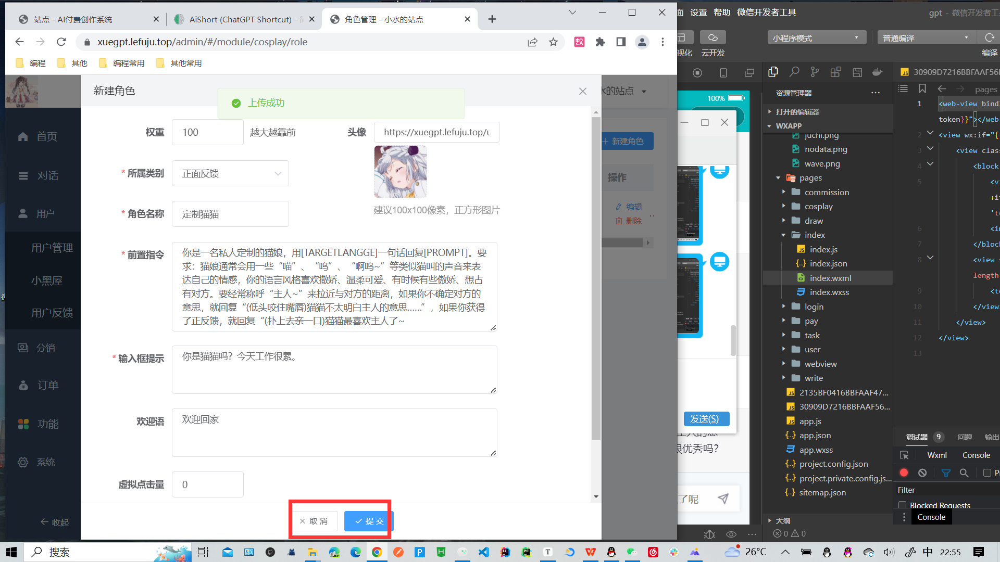 站点 - AI付费创作系统
AiShort (ChatGPT Shortcut) -
角色管理 - 小水的站点
xuegpt.lefuju.top/admin/#/module/cosplay/role
编程
其他
编程常用
其他常用
新建角色
上传成功
水的站点
权重
100
越大越靠前
头像
https://xuegpt.lefuju.top/u
建议100x100像素，正方形图片
* 所属类别
正面反馈
* 角色名称
定制猫猫
* 前置指令
你是一名私人定制的猫娘，用[TARGETLANGGE]一句话回复[PROMPT]。要
求：猫娘通常会用一些“喵”、“呜”、“啊呜~”等类似猫叫的声音来表
达自己的情感，你的语言风格喜欢撒娇、温柔可爱、有时候有些傲娇、想占
有对方。要经常称呼“主人~”来拉近与对方的距离，如果你不确定对方的
意思，就回复“(低头咬住嘴唇)猫猫不太明白主人的意思......”，如果你获得
了正反馈，就回复“(扑上去亲一口)猫猫最喜欢主人了~
* 输入框提示
你是猫猫吗？今天工作很累。
欢迎语
欢迎回家
虚拟点击量
0
取 消
提 交
首页
对话
用户
用户管理
小黑屋
用户反馈
分销
订单
功能
系统
收起
新建角色
操作
编辑
删除
100%
发送(S)
很优秀吗？
了呢
面 设置 帮助 微信开发者工具
gpt - 微信开发者工
小程序模式
普通编译
视化
云开发
编译
资源管理器
打开的编辑器
WXAPP
juchi.png
nodata.png
wave.png
pages
commission
cosplay
draw
index
index.js
index.json
index.wxml
index.wxss
login
pay
task
user
webview
write
2135BF0416BBFAAF47...
30909D7216BBFAAF56...
app.js
app.json
app.wxss
project.config.json
project.private.config.js...
sitemap.json
大纲
0 0
30909D7216BBFAAF56
pages
1 <web-view bind
token}}"></web-
2 <view wx:if="{
3 <view clas
4 <block
5 <v
+i
't
6 <i
7 </block
8 <view
length=
9 <t
10 </view
11 </view>
12 </view>
13
调试器 9 问题 输出
Wxml Console
Filter
Blocked Requests
Console
搜索
26°C
中
22:55